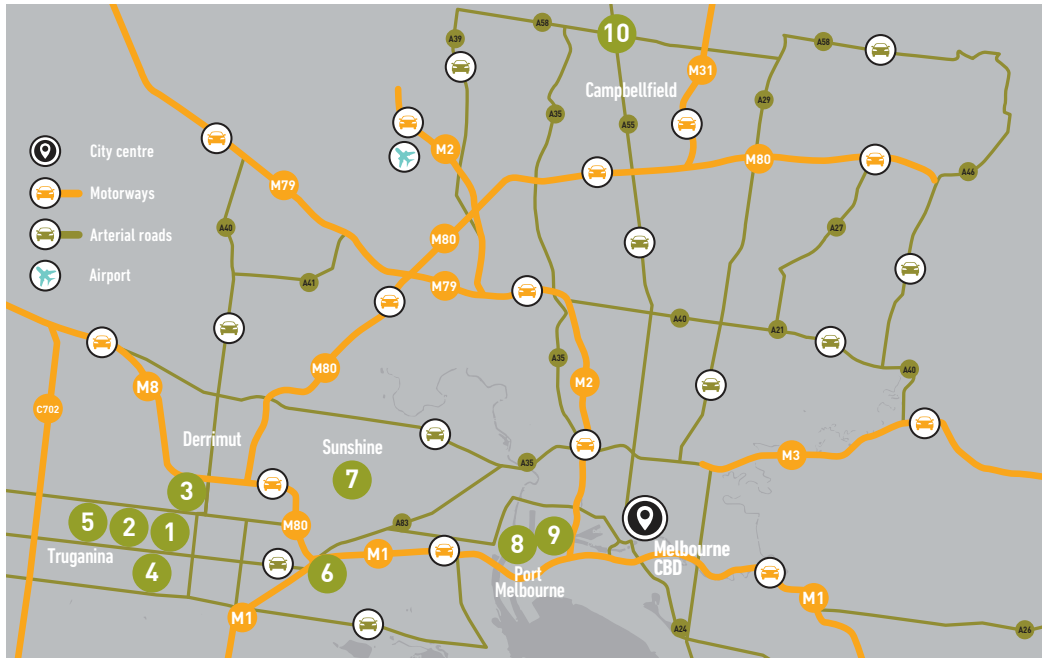 A58
10
A39
A58
Campbellfield
M31
A29
A35
A55
City centre
M2
M80
Motorways
M79
A46
A40
A27
Arterial roads
M80
Airport
A41
M79
A40
A21
A35
M80
M2
A40
M8
C702
Derrimut
Sunshine
7
A35
M3
3
5
2
1
M80
A83
8
9
Truganina
4
6
M1
Port
Melbourne
Melbourne
CBD
M1
M1
A24
A26